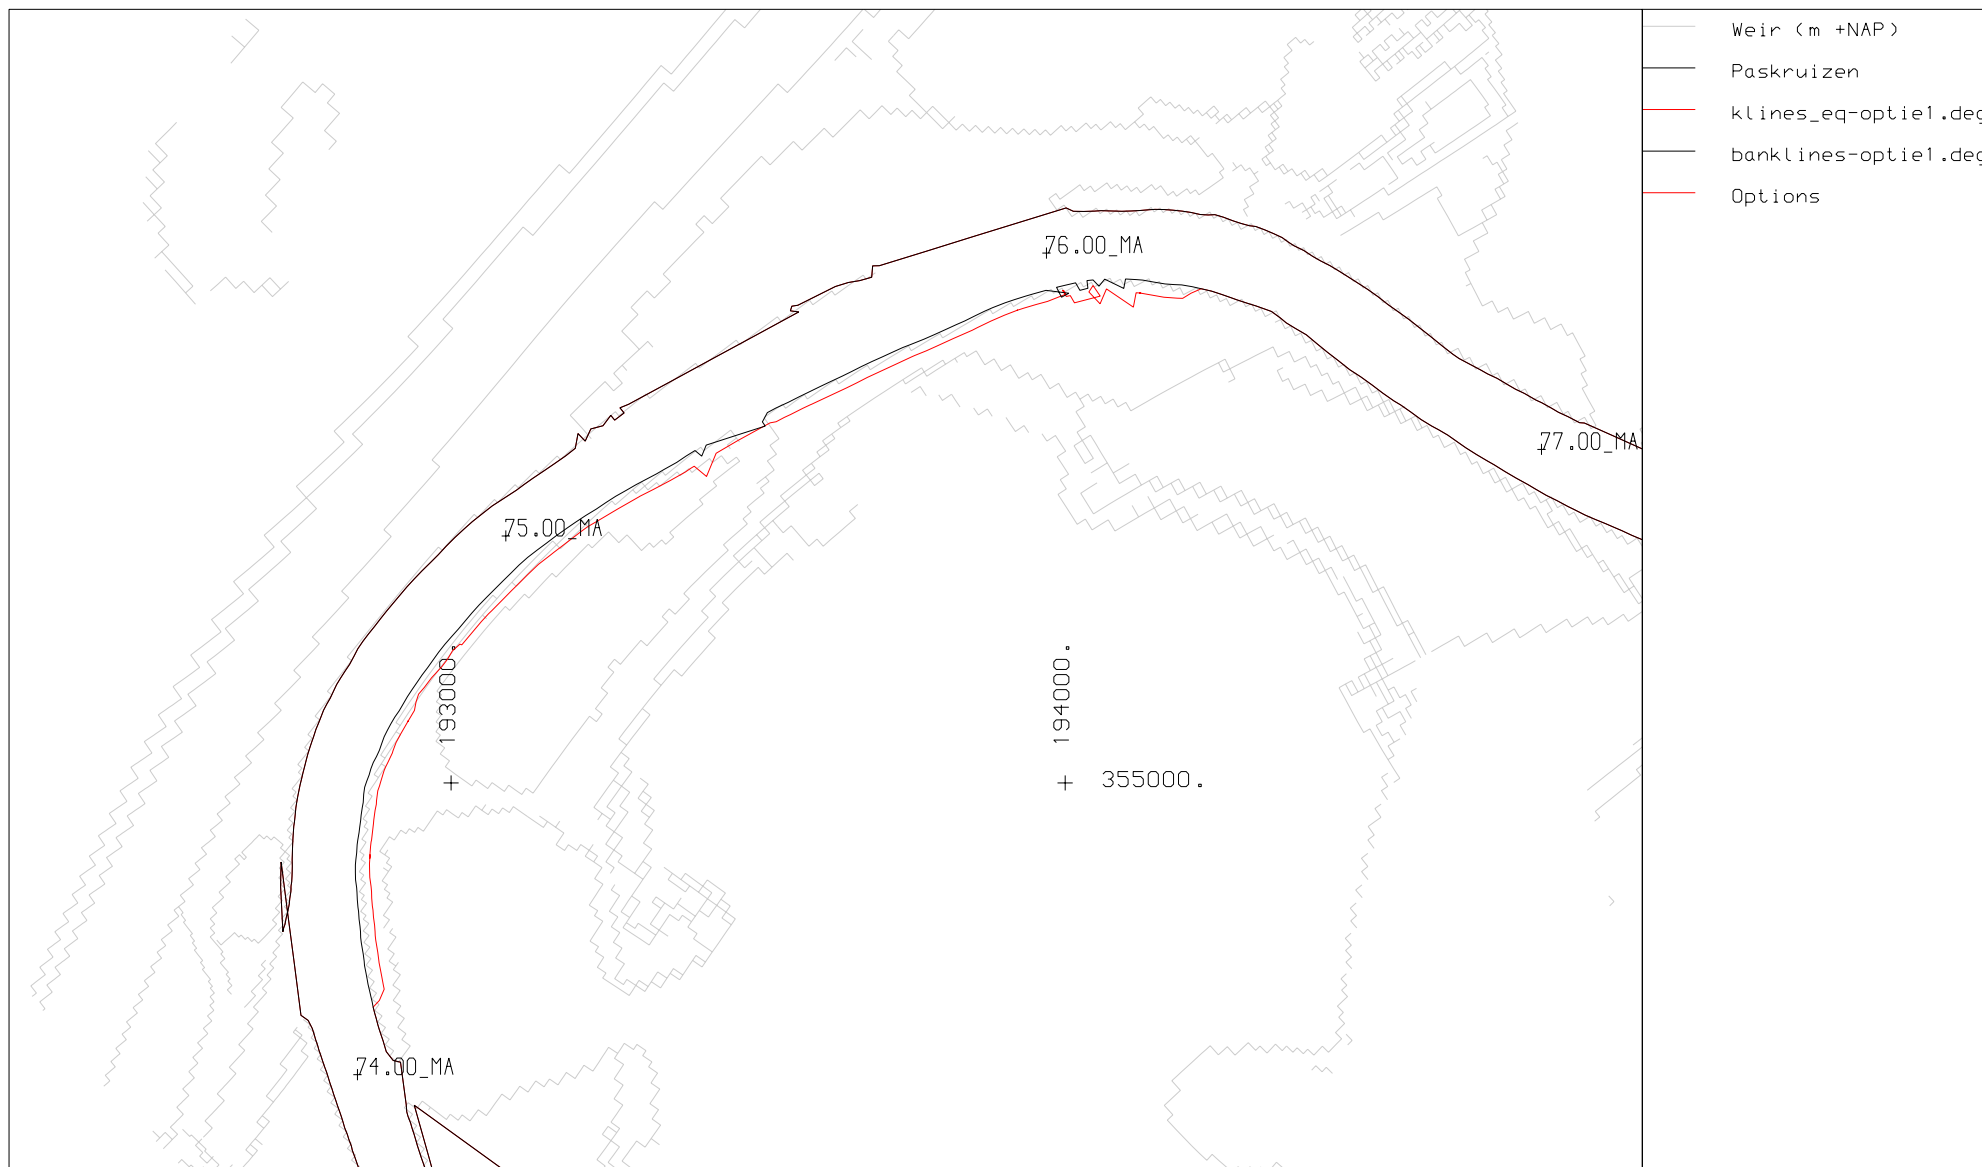 Weir (m +NAP)
Paskruizen
klines_eq-optie1.deg
banklines-optie1.deg
Options
76.00_MA
77.00_MA
75.00_MA
193000.
194000.
355000.
74.00_MA